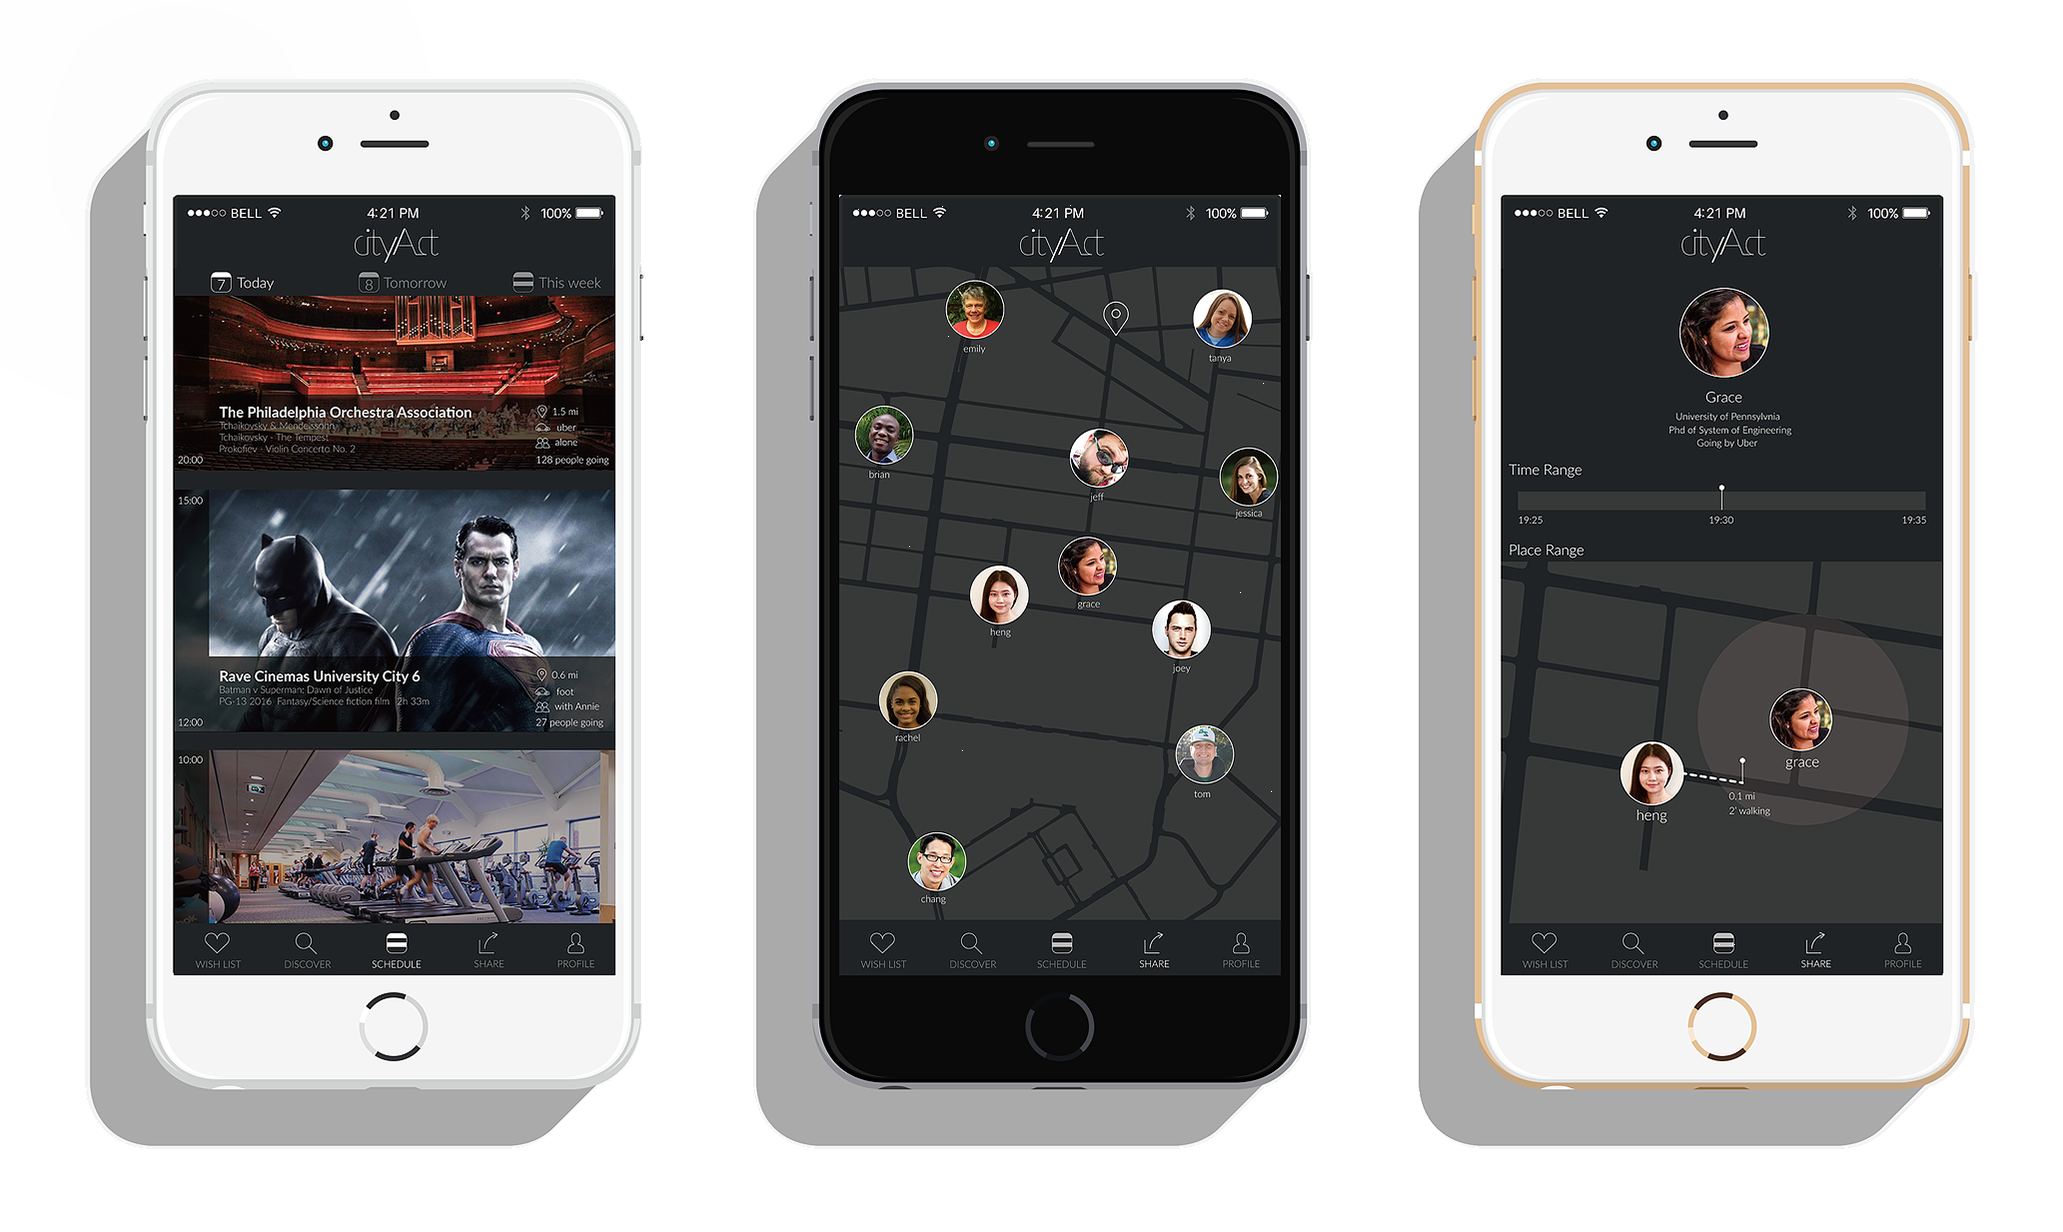 BELL 4:21 PM 100%
cityAct
7 Today 8 Tomorrow This week
The Philadelphia Orchestra Association
Tchaikovsky & Mendelssohn
Tchaikovsky - The Tempest
Prokofiev - Violin Concerto No. 2
1.5 mi
uber
alone
128 people going
20:00
15:00
Rave Cinemas University City 6
Batman v Superman: Dawn of Justice
PG-13 2016 Fantasy/Science fiction film 2h 33m
0.6 mi
foot
with Annie
27 people going
12:00
10:00
WISH LIST DISCOVER SCHEDULE SHARE PROFILE
BELL 4:21 PM 100%
cityAct
emily
tanya
brian
jeff
jessica
grace
heng
joey
rachel
tom
chang
WISH LIST DISCOVER SCHEDULE SHARE PROFILE
BELL 4:21 PM 100%
cityAct
Grace
University of Pennsylvnia
Phd of System of Engineering
Going by Uber
Time Range
19:25 19:30 19:35
Place Range
grace
heng
0.1 mi
2' walking
WISH LIST DISCOVER SCHEDULE SHARE PROFILE